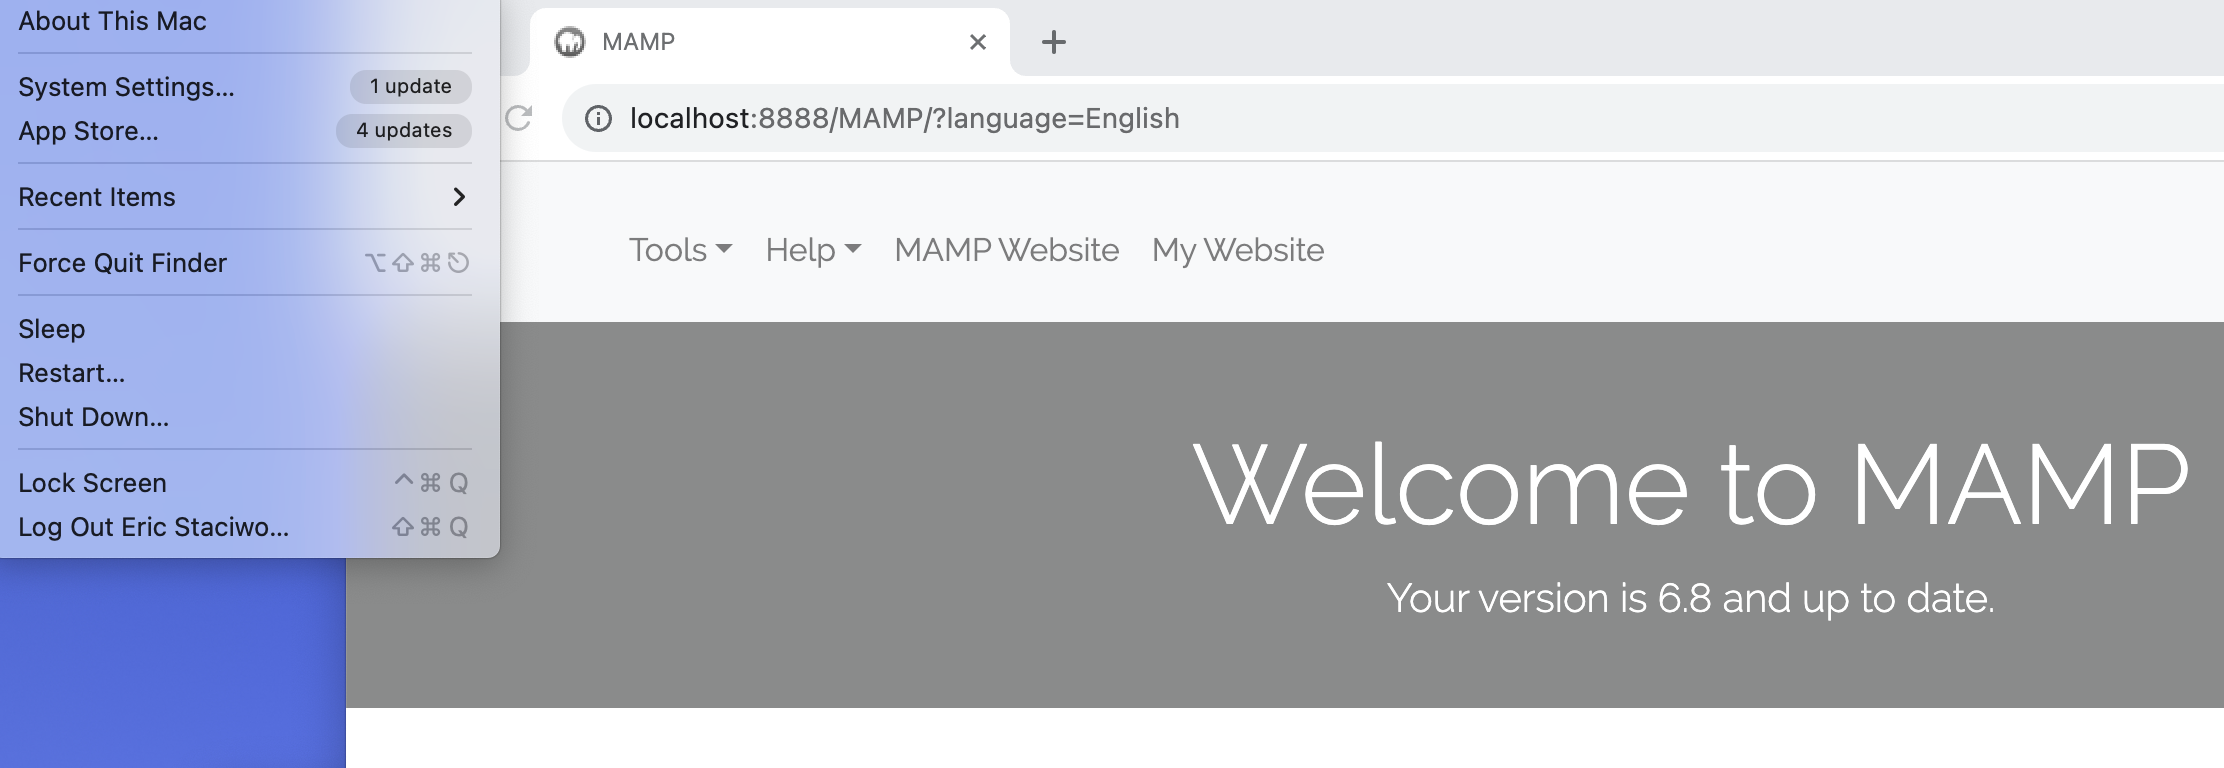 About This Mac
System Settings... 1 update
App Store... 4 updates
Recent Items
Force Quit Finder ⌥⇧⌘⎋
Sleep
Restart...
Shut Down...
Lock Screen ^⌘Q
Log Out Eric Staciwo... ⇧⌘Q
MAMP
localhost:8888/MAMP/?language=English
Tools Help MAMP Website My Website
Welcome to MAMP
Your version is 6.8 and up to date.